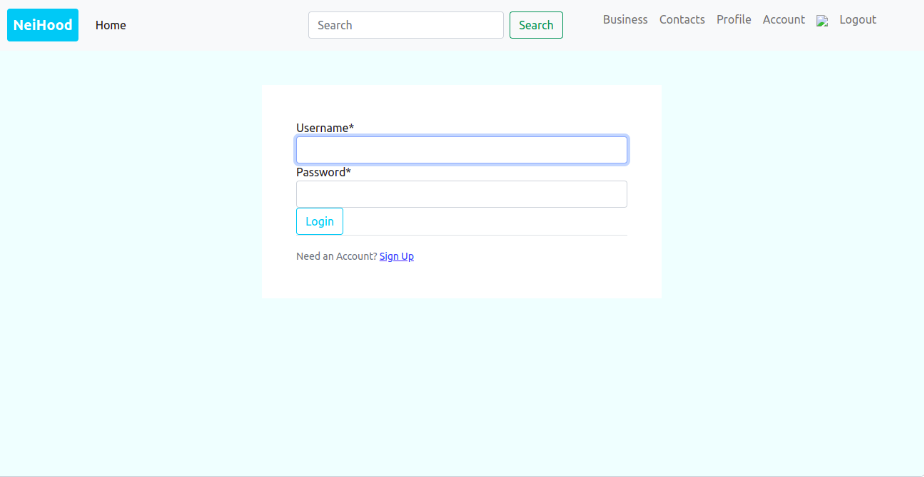 NeiHood Home Search Search Business Contacts Profile Account Logout
Username*
Password*
Login
Need an Account? Sign Up